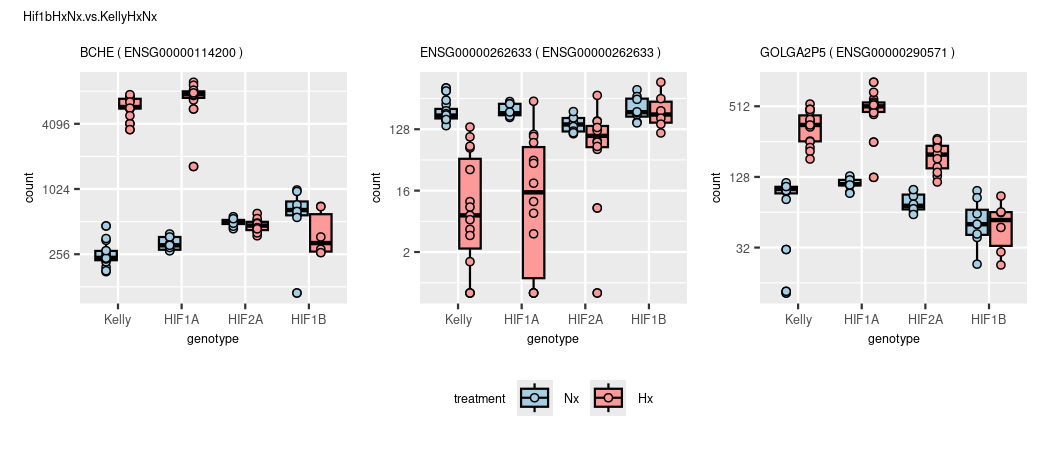 Hif1bHxNx.vs.KellyHxNx
BCHE ( ENSG00000114200 )
count
4096
1024
256
Kelly HIF1A HIF2A HIF1B
genotype
ENSG00000262633 ( ENSG00000262633 )
count
128
16
2
Kelly HIF1A HIF2A HIF1B
genotype
GOLGA2P5 ( ENSG00000290571 )
count
512
128
32
Kelly HIF1A HIF2A HIF1B
genotype
treatment Nx Hx